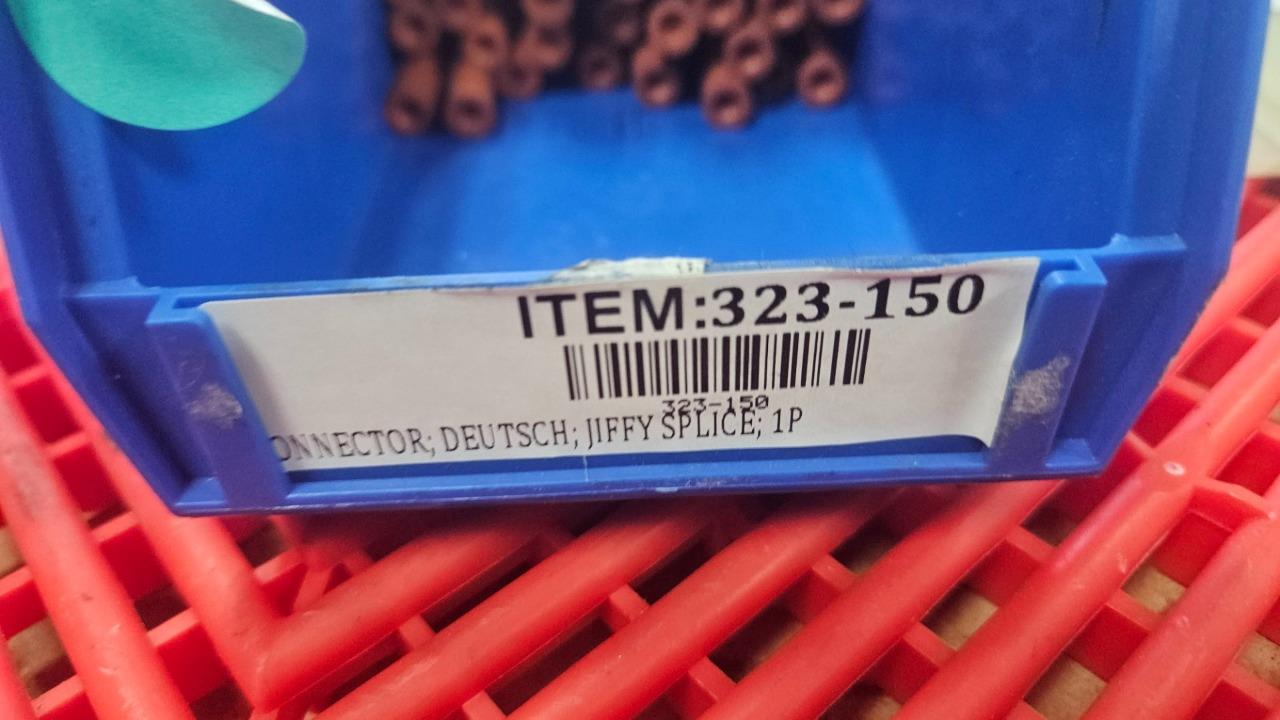 ITEM:323-150
323-150
ONNECTOR; DEUTSCH; JIFFY SPLICE; 1P